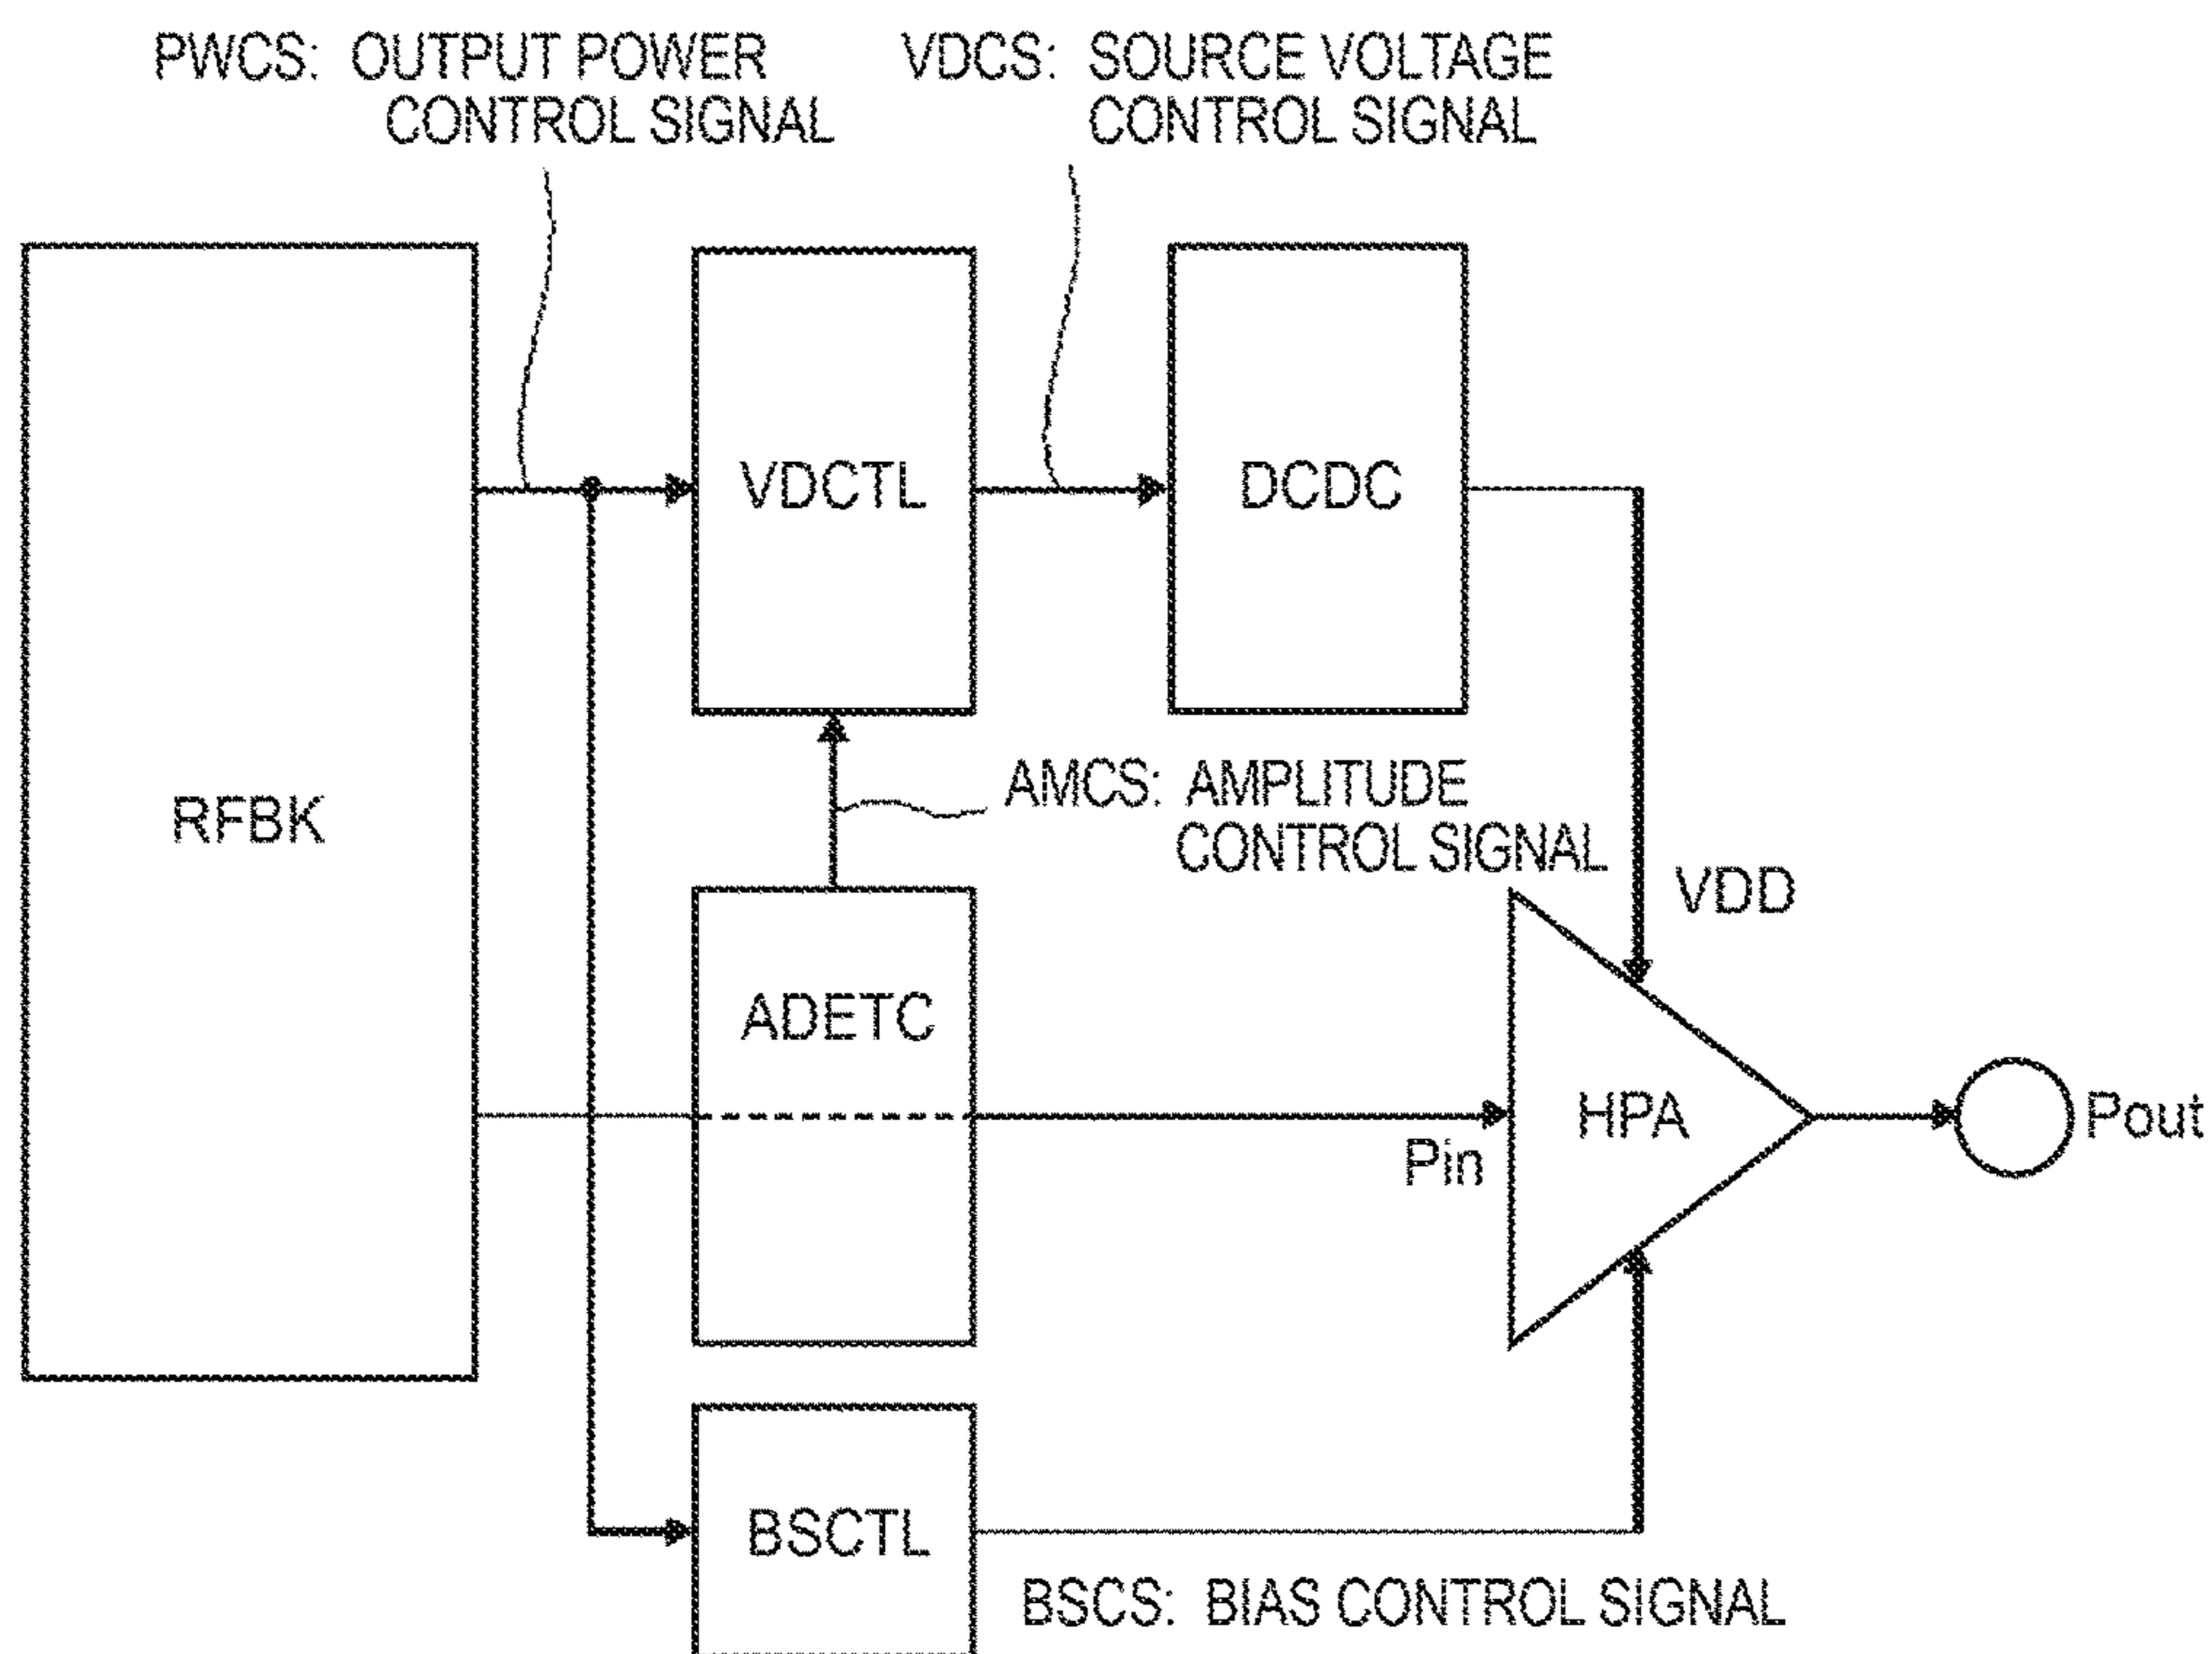 PWCS: OUTPUT POWER
CONTROL SIGNAL
VDCS: SOURCE VOLTAGE
CONTROL SIGNAL
VDCTL
DCDC
RFBK
AMCS: AMPLITUDE
CONTROL SIGNAL
VDD
ADETC
HPA
Pout
Pin
BSCTL
BSCS: BIAS CONTROL SIGNAL